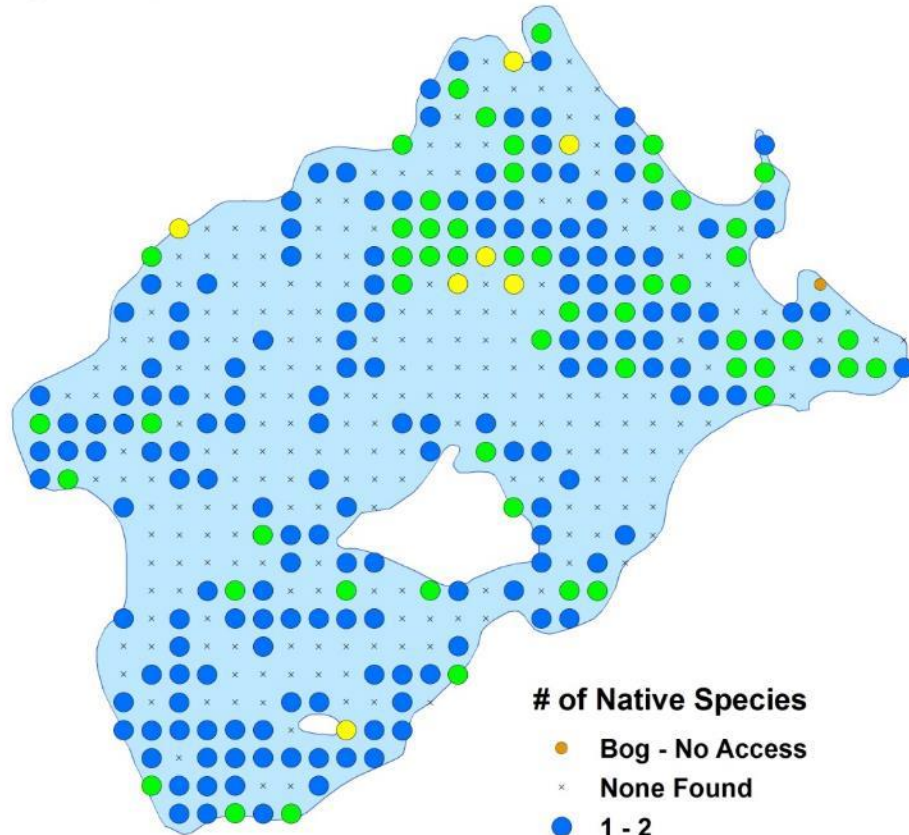 # of Native Species
Bog - No Access
None Found
1 - 2